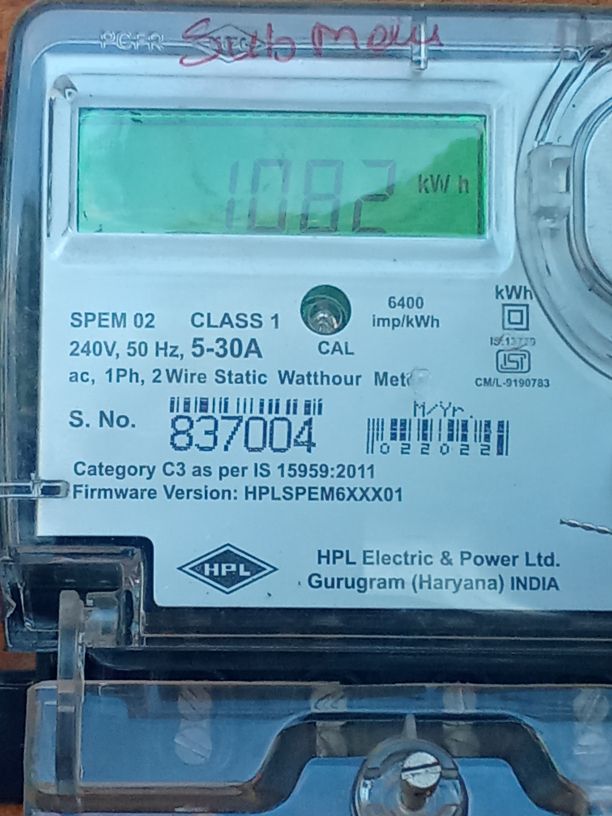 Sub
1082 kWh
kWh
6400
imp/kWh
SPEM 02 CLASS 1
240V, 50 Hz, 5-30A
CAL
CM/L-9190783
ac, 1Ph, 2 Wire Static Watthour
M/Yr.
S. No. 837004
022022
Category C3 as per IS 15959:2011
Firmware Version: HPLSPEM6XXX01
HPL
HPL Electric & Power Ltd.
Gurugram (Haryana) INDIA